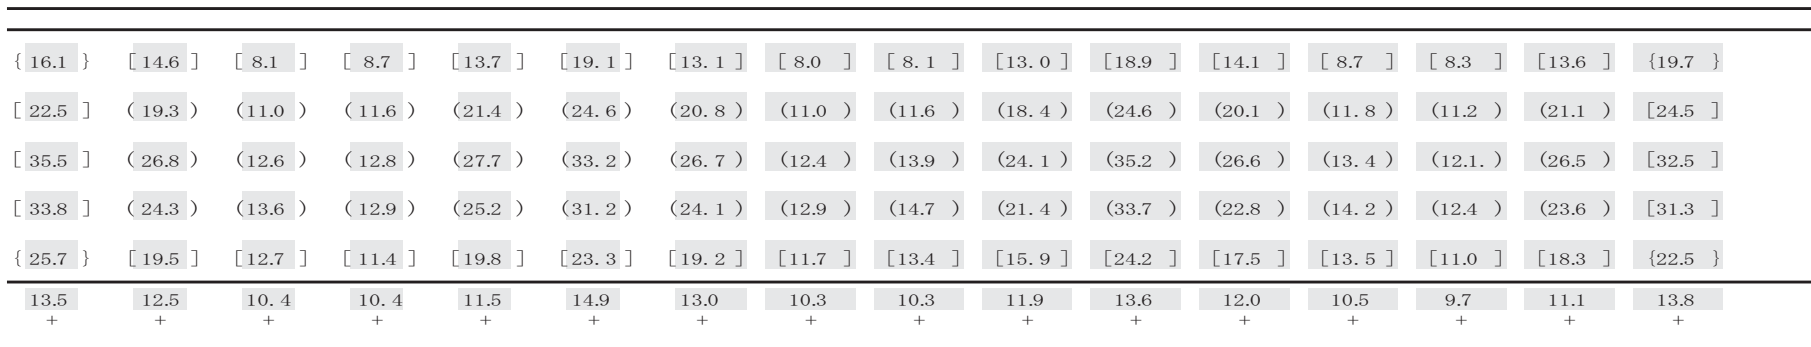 { 16.1 } [ 14.6 ] [ 8.1 ] [ 8.7 ] [ 13.7 ] [ 19.1 ] [ 13.1 ] [ 8.0 ] [ 8.1 ] [ 13.0 ] [ 18.9 ] [ 14.1 ] [ 8.7 ] [ 8.3 ] [ 13.6 ] { 19.7 }
[ 22.5 ] ( 19.3 ) ( 11.0 ) ( 11.6 ) ( 21.4 ) ( 24.6 ) ( 20.8 ) ( 11.0 ) ( 11.6 ) ( 18.4 ) ( 24.6 ) ( 20.1 ) ( 11.8 ) ( 11.2 ) ( 21.1 ) [ 24.5 ]
[ 35.5 ] ( 26.8 ) ( 12.6 ) ( 12.8 ) ( 27.7 ) ( 33.2 ) ( 26.7 ) ( 12.4 ) ( 13.9 ) ( 24.1 ) ( 35.2 ) ( 26.6 ) ( 13.4 ) ( 12.1. ) ( 26.5 ) [ 32.5 ]
[ 33.8 ] ( 24.3 ) ( 13.6 ) ( 12.9 ) ( 25.2 ) ( 31.2 ) ( 24.1 ) ( 12.9 ) ( 14.7 ) ( 21.4 ) ( 33.7 ) ( 22.8 ) ( 14.2 ) ( 12.4 ) ( 23.6 ) [ 31.3 ]
{ 25.7 } [ 19.5 ] [ 12.7 ] [ 11.4 ] [ 19.8 ] [ 23.3 ] [ 19.2 ] [ 11.7 ] [ 13.4 ] [ 15.9 ] [ 24.2 ] [ 17.5 ] [ 13.5 ] [ 11.0 ] [ 18.3 ] { 22.5 }
13.5 12.5 10.4 10.4 11.5 14.9 13.0 10.3 10.3 11.9 13.6 12.0 10.5 9.7 11.1 13.8
+ + + + + + + + + + + + + + + +